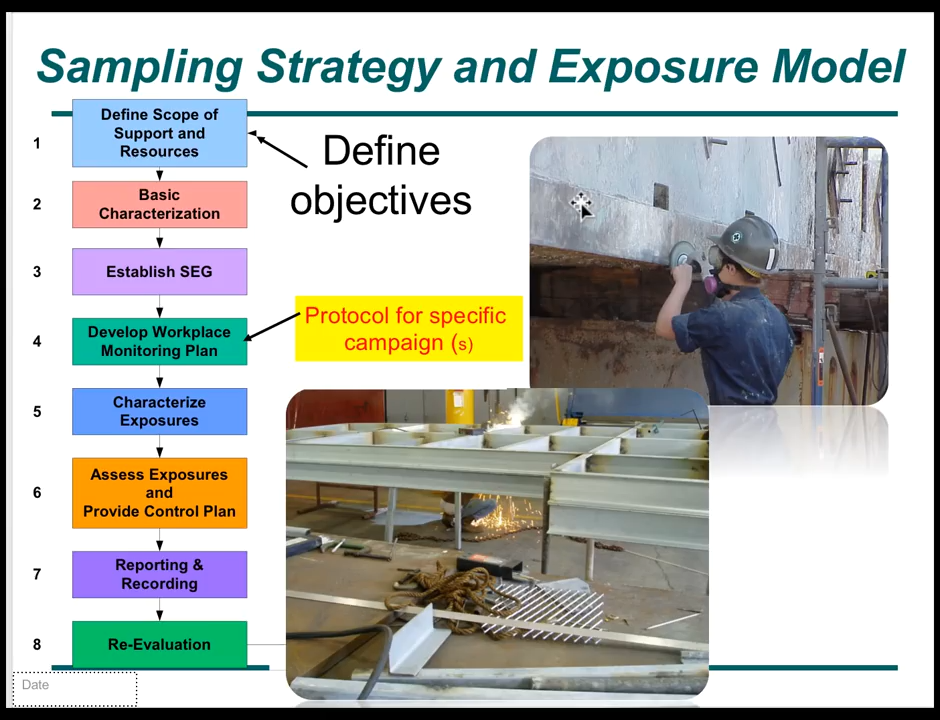 Sampling Strategy and Exposure Model
1
Define Scope of
Support and
Resources
Define
objectives
2
Basic
Characterization
3
Establish SEG
Protocol for specific
campaign (s)
4
Develop Workplace
Monitoring Plan
5
Characterize
Exposures
6
Assess Exposures
and
Provide Control Plan
7
Reporting &
Recording
8
Re-Evaluation
Date